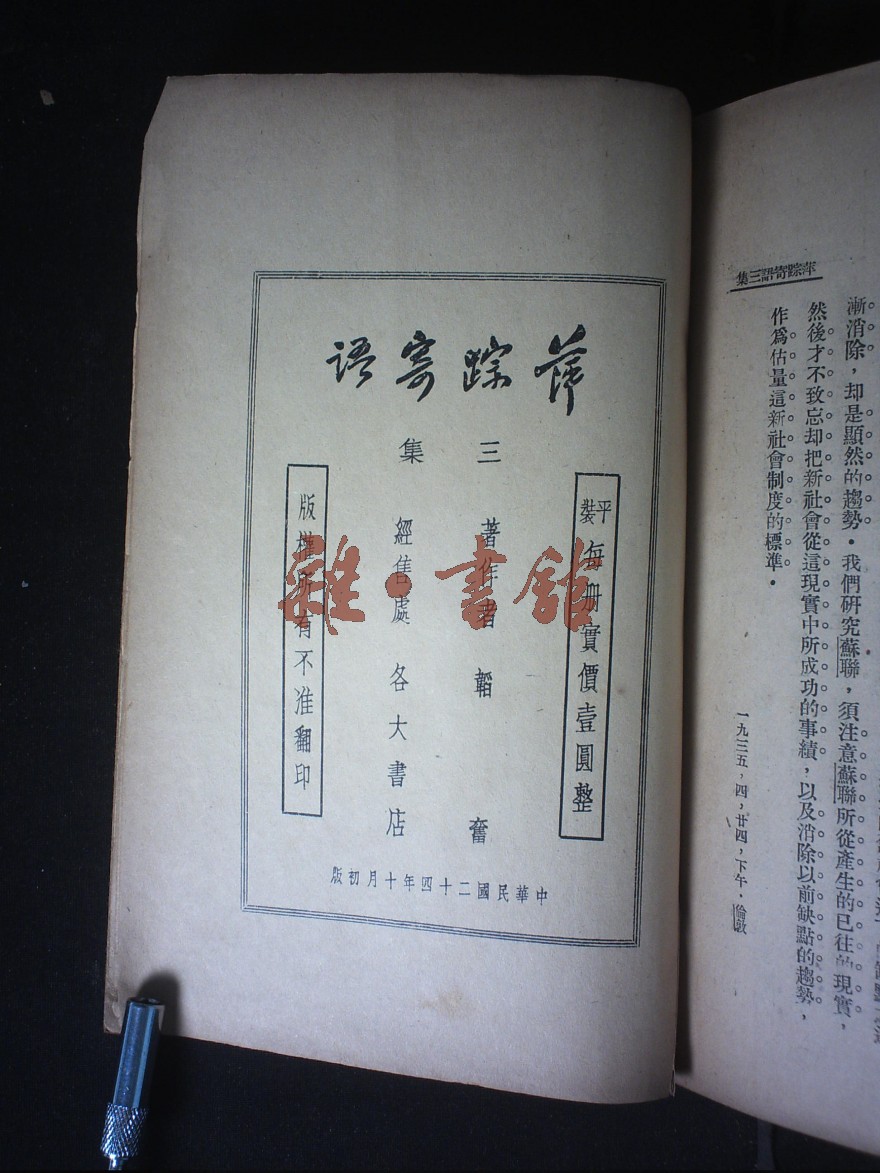 萍踪寄語三集
漸消除，却是顯然的趨勢。我們研究蘇聯，須注意蘇聯所從產生的已往的現實，
然後才不致忘却把新社會從這現實中所成功的事績，以及消除以前缺點的趨勢，
作爲估量這新社會制度的標準。
一九三五，四，廿四，下午。倫敦
萍踪寄語
三集
平裝 每册實價壹圓整
著作者 韜奮
經售處 各大書店
版權所有不准翻印
中華民國二十四年十月初版
雜·書館